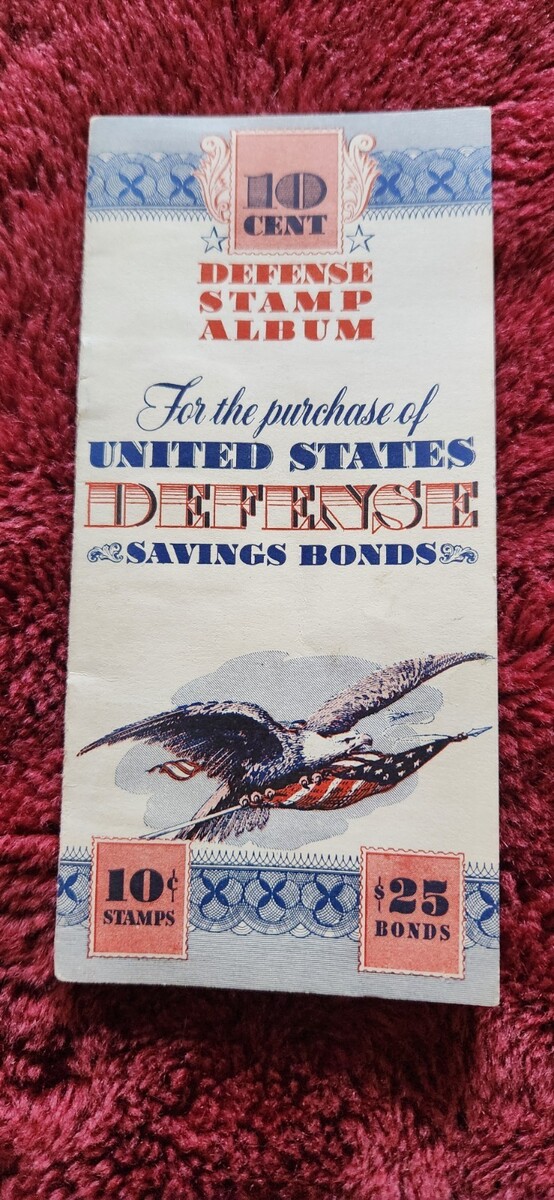 10
CENT
DEFENSE
STAMP
ALBUM
For the purchase of
UNITED STATES
DEFENSE
SAVINGS BONDS
10¢
STAMPS
$25
BONDS